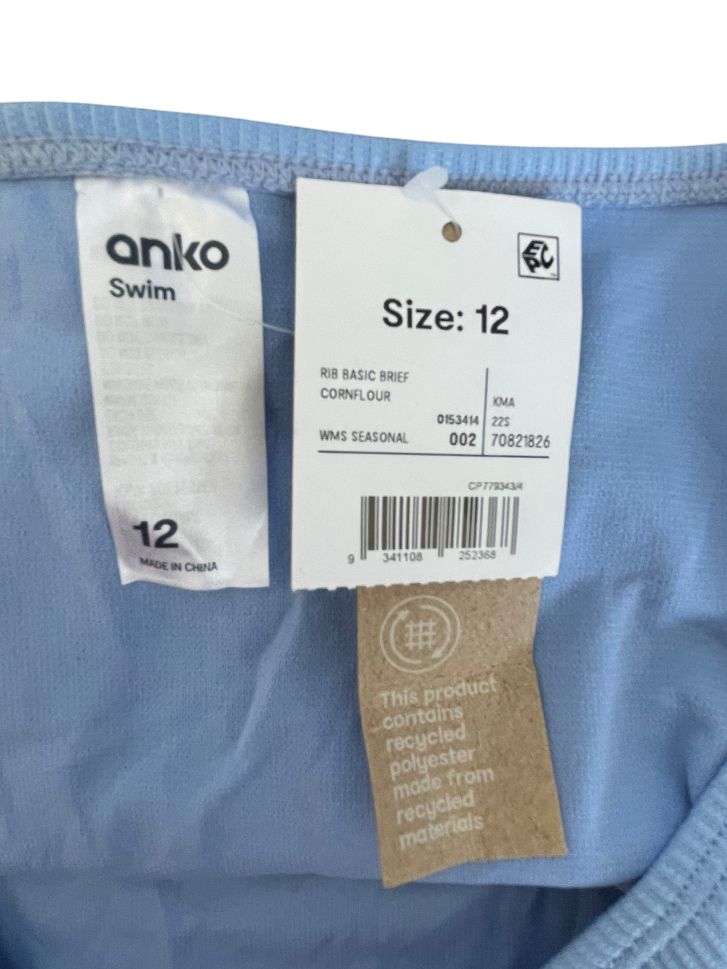 anko
Swim
12
MADE IN CHINA
EPC
Size: 12
RIB BASIC BRIEF
CORNFLOUR
KMA
0153414 22S
WMS SEASONAL 002 70821826
CP779343/4
9 341108 252368
This product
contains
recycled
polyester
made from
recycled
materials